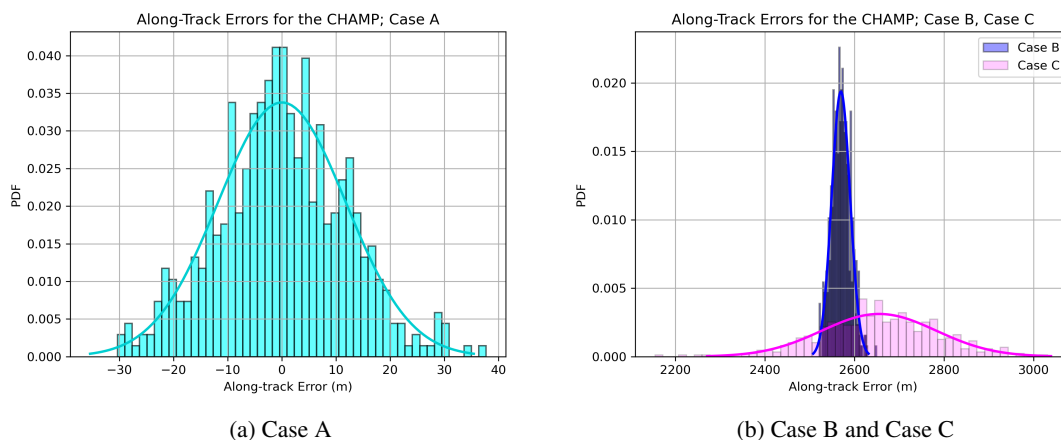 Along-Track Errors for the CHAMP; Case A
0.040
0.035
0.030
0.025
0.020
0.015
0.010
0.005
0.000
PDF
−30 −20 −10 0 10 20 30 40
Along-track Error (m)
(a) Case A
Along-Track Errors for the CHAMP; Case B, Case C
Case B
Case C
0.020
0.015
0.010
0.005
0.000
PDF
2200 2400 2600 2800 3000
Along-track Error (m)
(b) Case B and Case C